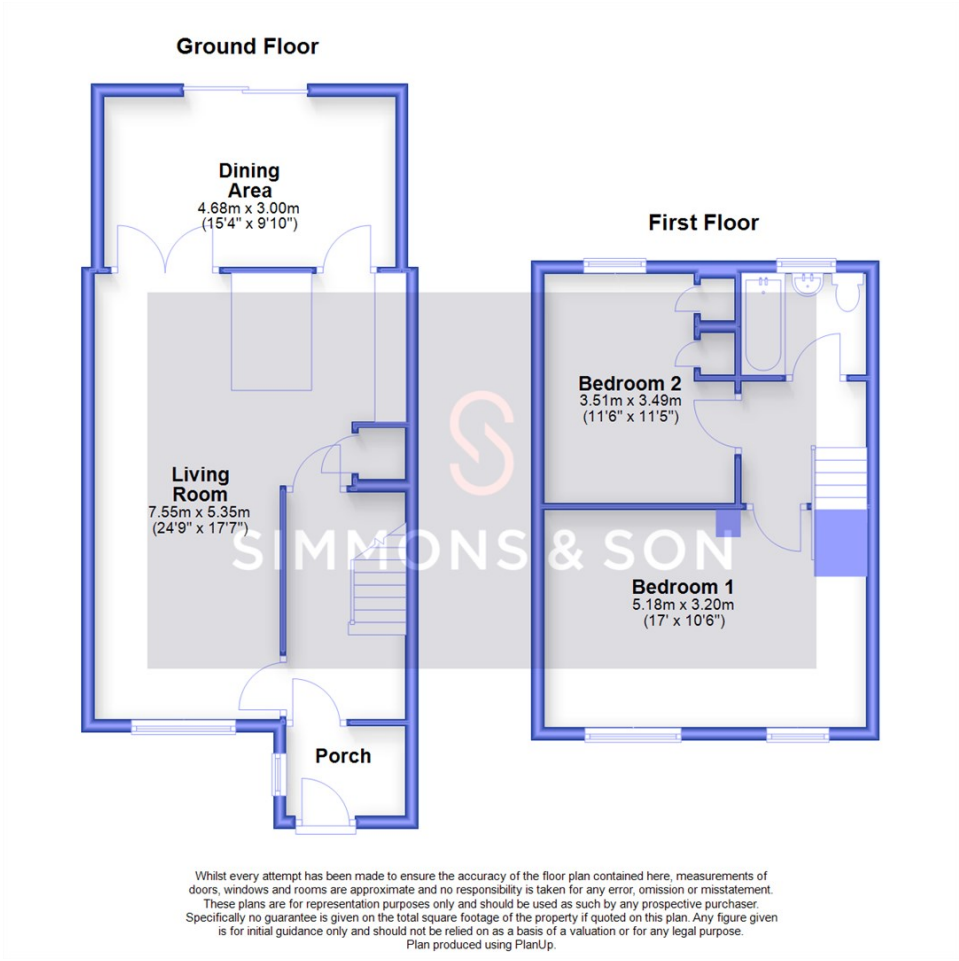 Ground Floor
Dining
Area
4.68m x 3.00m
(15'4" x 9'10")
First Floor
Bedroom 2
3.51m x 3.49m
(11'6" x 11'5")
Living
Room
7.55m x 5.35m
(24'9" x 17'7")
SIMMONS & SON
Bedroom 1
5.18m x 3.20m
(17' x 10'6")
Porch
Whilst every attempt has been made to ensure the accuracy of the floor plan contained here, measurements of
doors, windows and rooms are approximate and no responsibility is taken for any error, omission or misstatement.
These plans are for representation purposes only and should be used as such by any prospective purchaser.
Specifically no guarantee is given on the total square footage of the property if quoted on this plan. Any figure given
is for initial guidance only and should not be relied on as a basis of a valuation or for any legal purpose.
Plan produced using PlanUp.